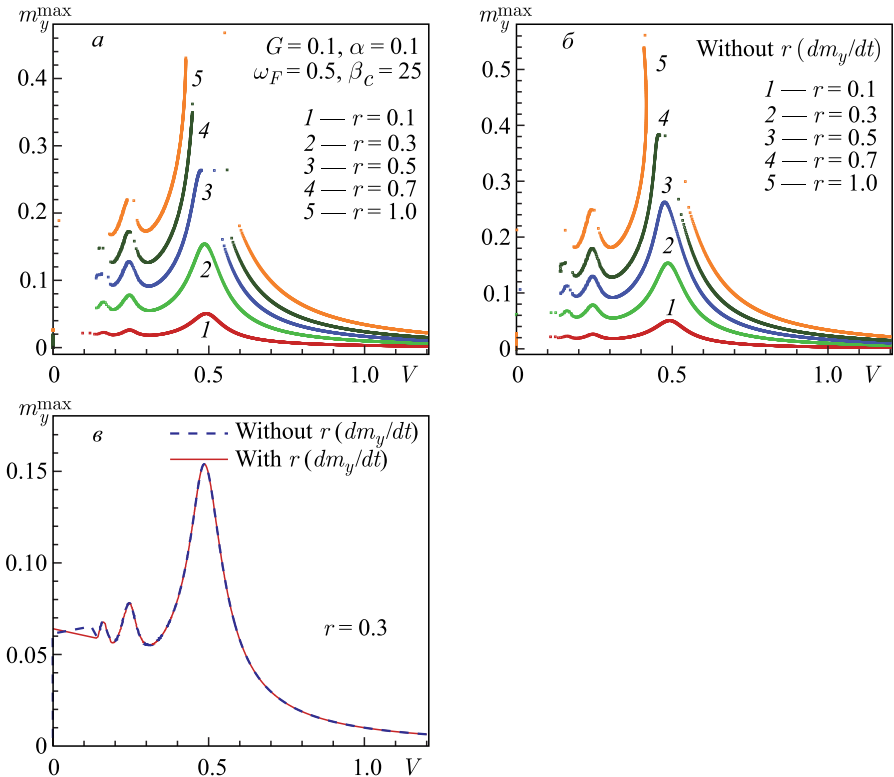 m_y^max
а
G = 0.1, α = 0.1
ω_F = 0.5, β_c = 25
1 — r = 0.1
2 — r = 0.3
3 — r = 0.5
4 — r = 0.7
5 — r = 1.0
5
4
3
2
1
0.4
0.3
0.2
0.1
0
0 0.5 1.0 V
m_y^max
б
Without r (dm_y/dt)
1 — r = 0.1
2 — r = 0.3
3 — r = 0.5
4 — r = 0.7
5 — r = 1.0
5
4
3
2
1
0.5
0.4
0.3
0.2
0.1
0
0 0.5 1.0 V
m_y^max
в
Without r (dm_y/dt)
With r (dm_y/dt)
r = 0.3
0.15
0.10
0.05
0
0 0.5 1.0 V